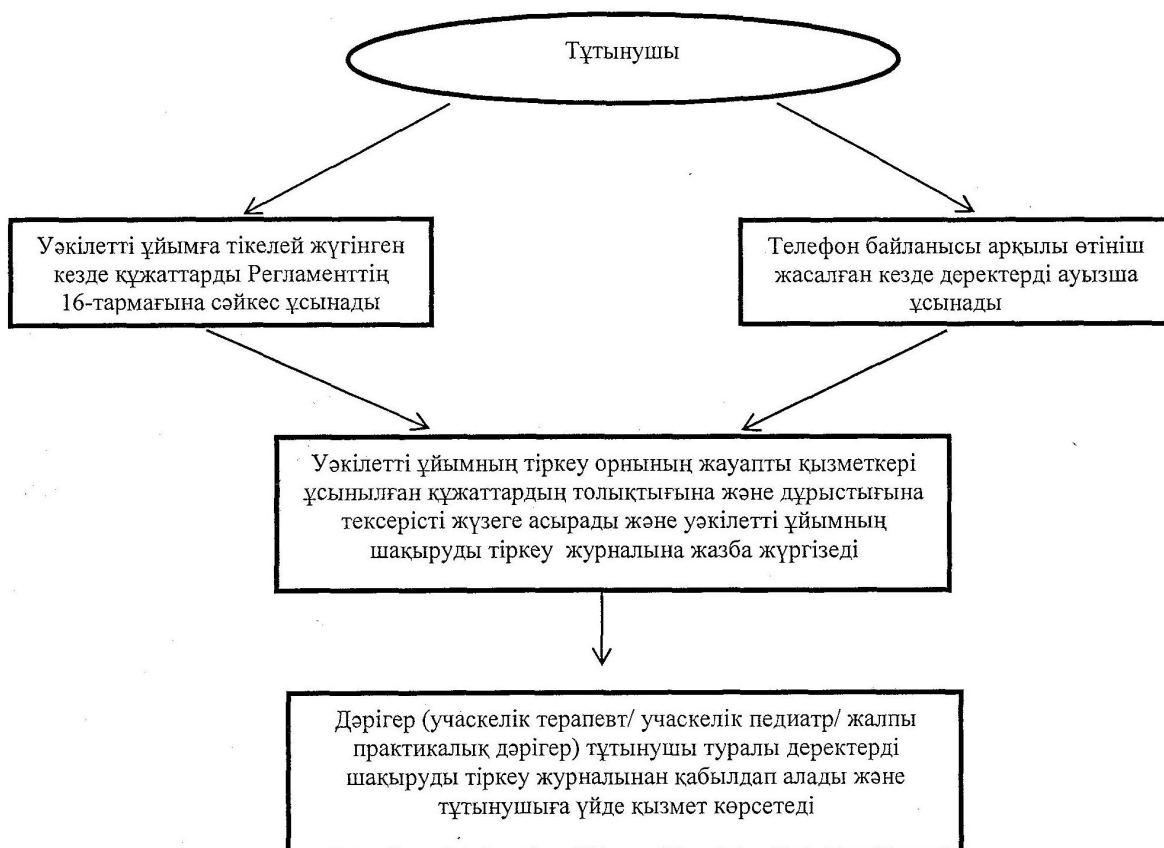 Тұтынушы
Уәкілетті ұйымға тікелей жүгінген
кезде құжаттарды Регламенттің
16-тармағына сәйкес ұсынады
Телефон байланысы арқылы өтініш
жасалған кезде деректерді ауызша
ұсынады
Уәкілетті ұйымның тіркеу орнының жауапты қызметкері
ұсынылған құжаттардың толықтығына және дұрыстығына
тексерісті жүзеге асырады және уәкілетті ұйымның
шақыруды тіркеу журналына жазба жүргізеді
Дәрігер (учаскелік терапевт/ учаскелік педиатр/ жалпы
практикалық дәрігер) тұтынушы туралы деректерді
шақыруды тіркеу журналынан қабылдап алады және
тұтынушыға үйде қызмет көрсетеді